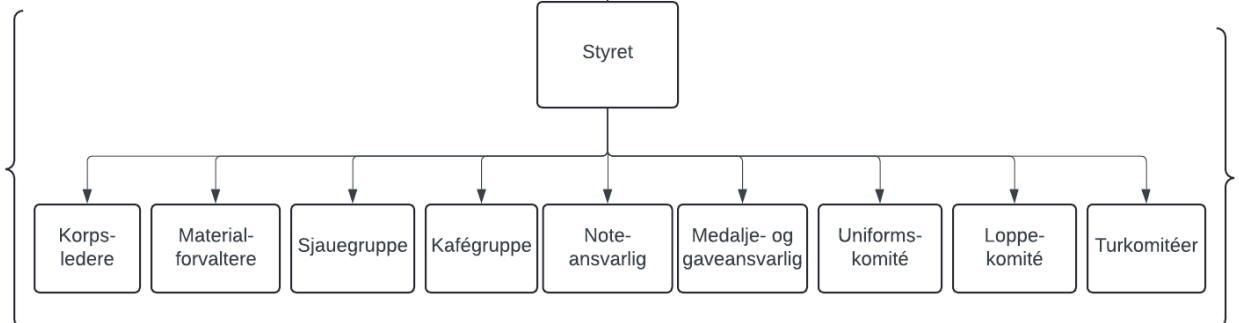 Styret
Korps-
ledere
Material-
forvaltere
Sjauegruppe
Kafégruppe
Note-
ansvarlig
Medalje- og
gaveansvarlig
Uniforms-
komité
Loppe-
komité
Turkomitéer